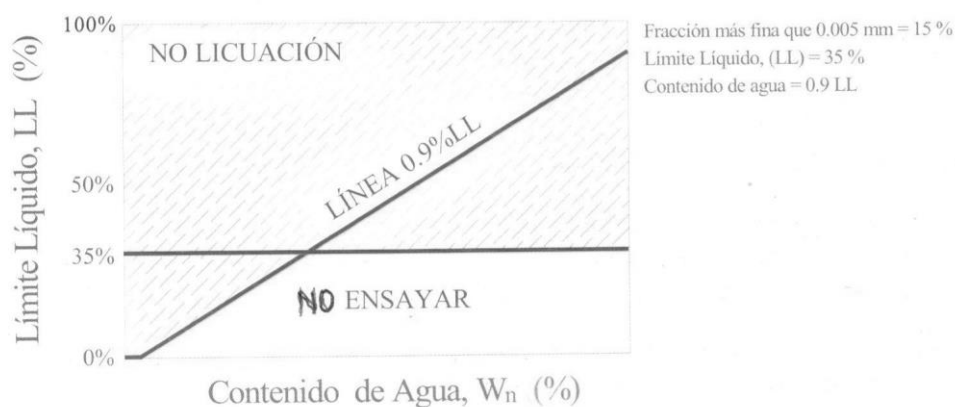 100%
NO LICUACIÓN
Fracción más fina que 0.005 mm = 15 %
Límite Líquido, (LL) = 35 %
Contenido de agua = 0.9 LL
Límite Líquido, LL (%)
LÍNEA 0.9%LL
50%
35%
NO ENSAYAR
0%
Contenido de Agua, Wn (%)